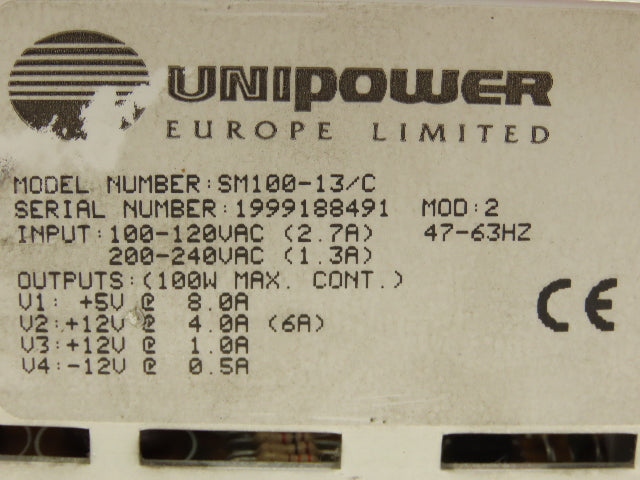 UNIPOWER
EUROPE LIMITED
MODEL NUMBER:SM100-13/C
SERIAL NUMBER:1999188491 MOD:2
INPUT:100-120VAC (2.7A) 47-63HZ
200-240VAC (1.3A)
OUTPUTS:(100W MAX. CONT.)
V1: +5V @ 8.0A
V2:+12V @ 4.0A (6A)
V3:+12V @ 1.0A
V4:-12V @ 0.5A
CE